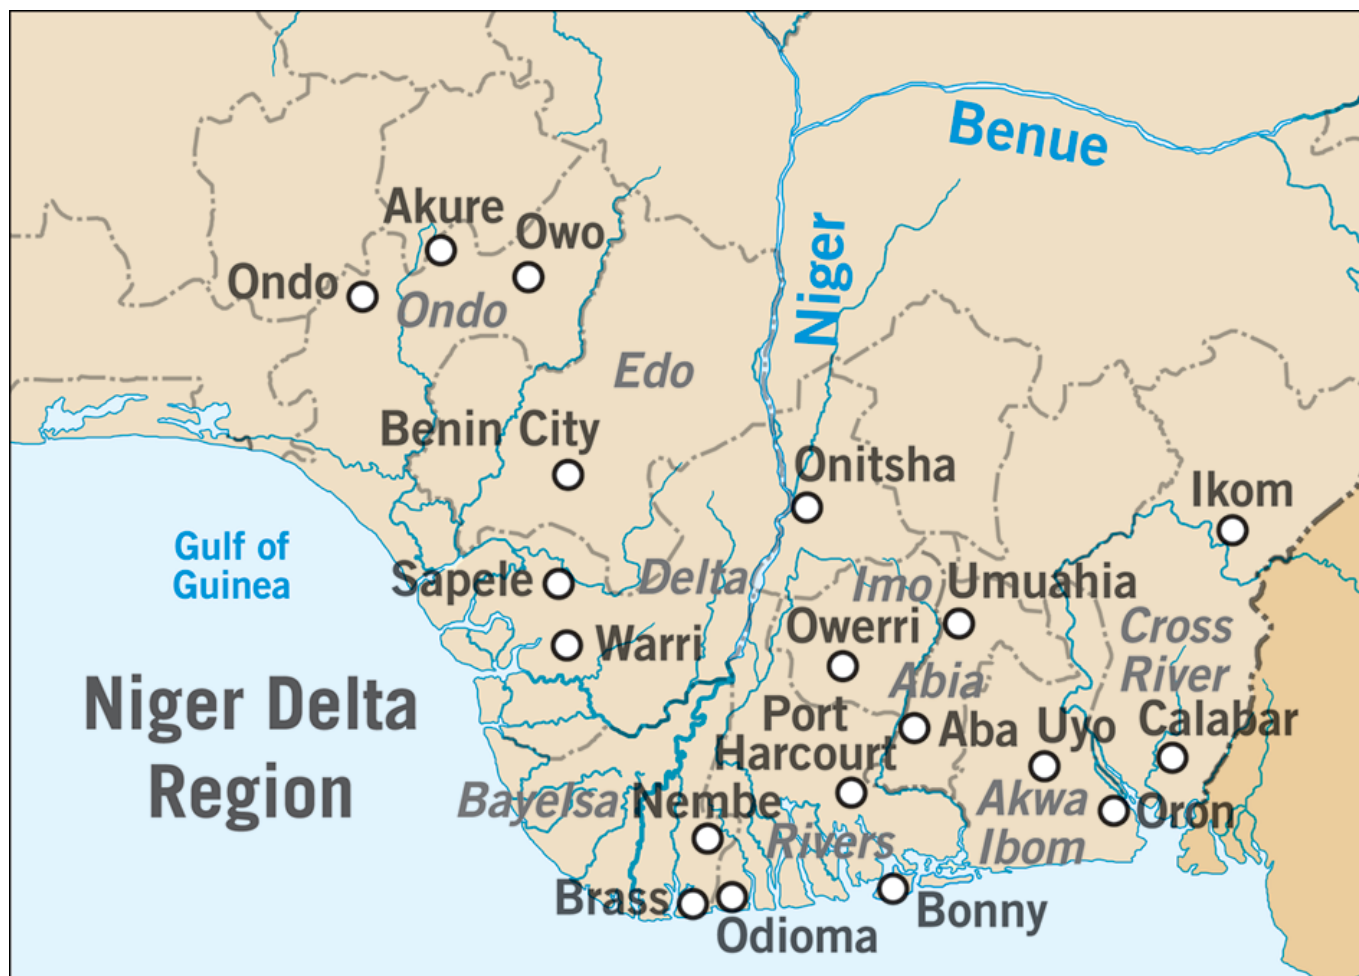 Benue
Niger
Akure
Owo
Ondo
Ondo
Edo
Benin City
Onitsha
Ikom
Gulf of
Guinea
Sapele
Delta
Imo
Umuahia
Owerri
Cross
River
Warri
Abia
Niger Delta
Region
Port
Harcourt
Aba
Uyo
Calabar
Bayelsa
Nembe
Akwa
Ibom
Oron
Rivers
Brass
Odioma
Bonny